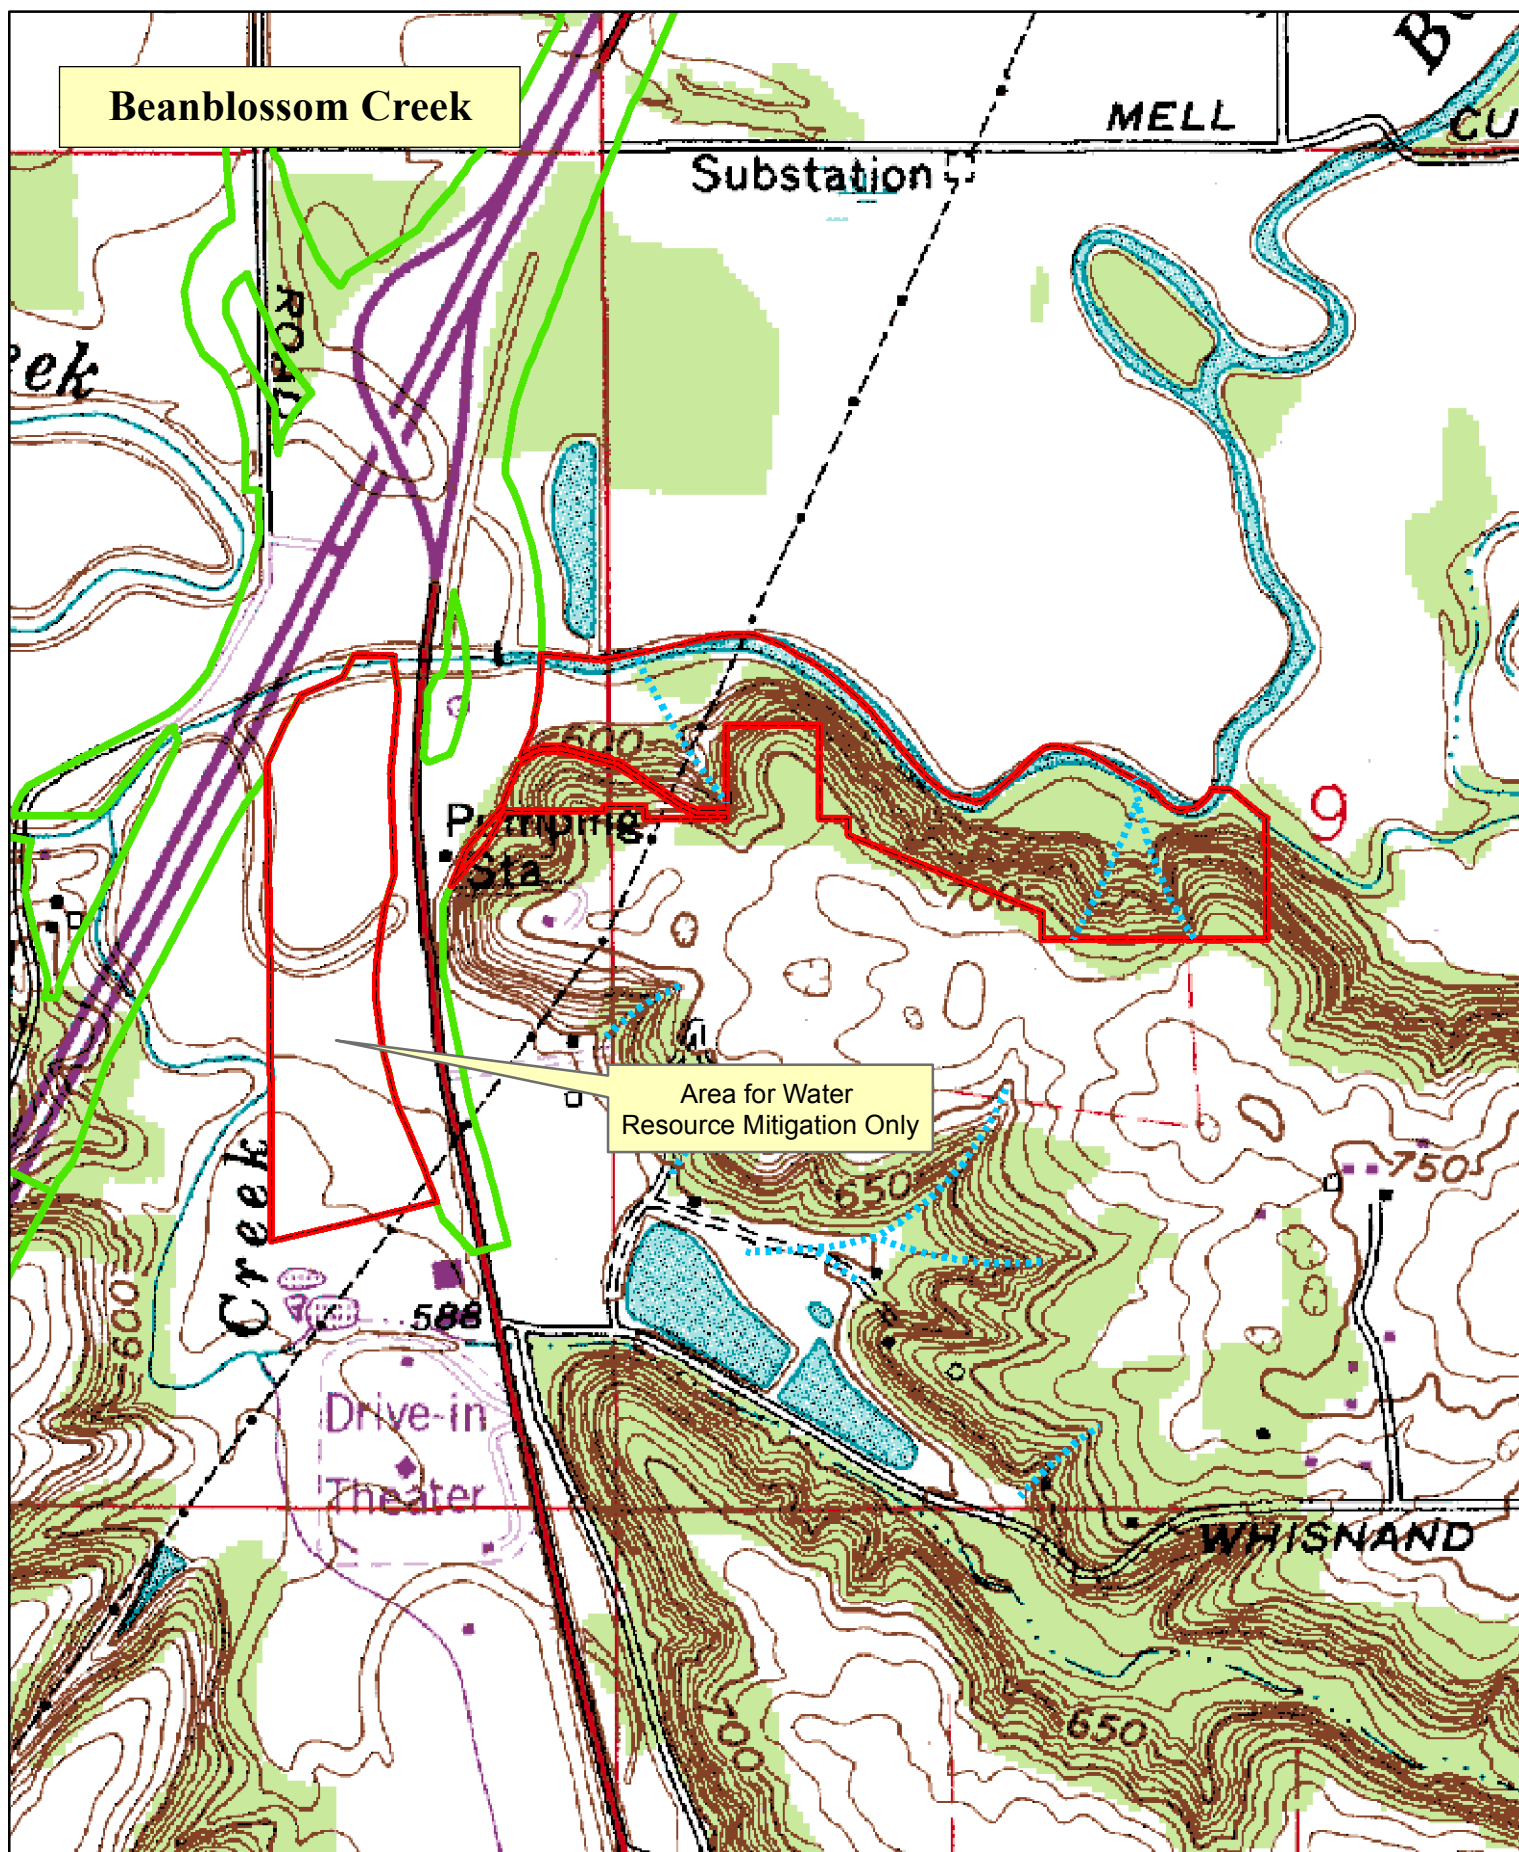 Beanblossom Creek
MELL
CU
Substation
ROAD
eek
600
9
Pumping
Sta
700
Area for Water
Resource Mitigation Only
Creek
650
750
600
588
Drive-in
Theater
WHISNAND
700
650